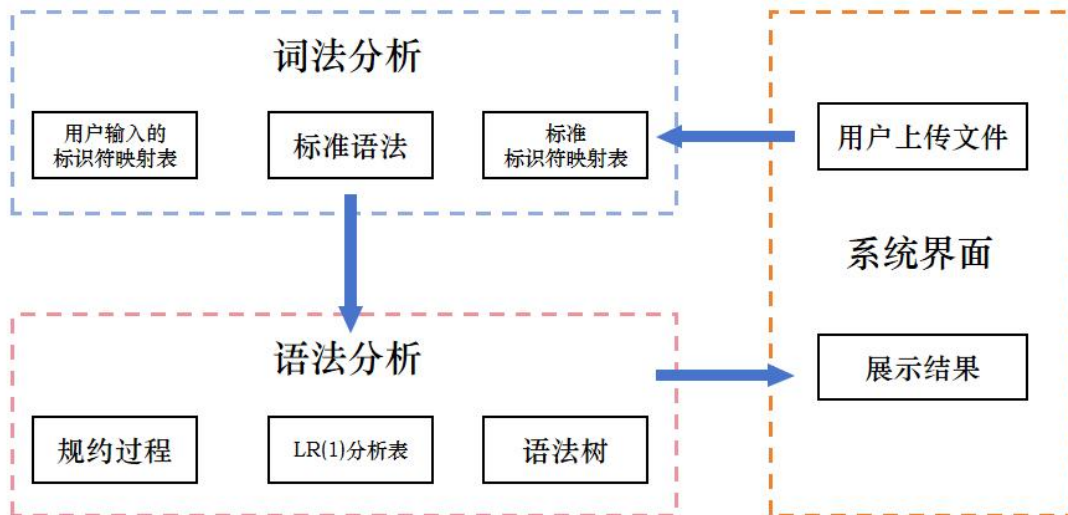 词法分析
用户输入的
标识符映射表
标准语法
标准
标识符映射表
用户上传文件
系统界面
语法分析
展示结果
规约过程
LR(1)分析表
语法树